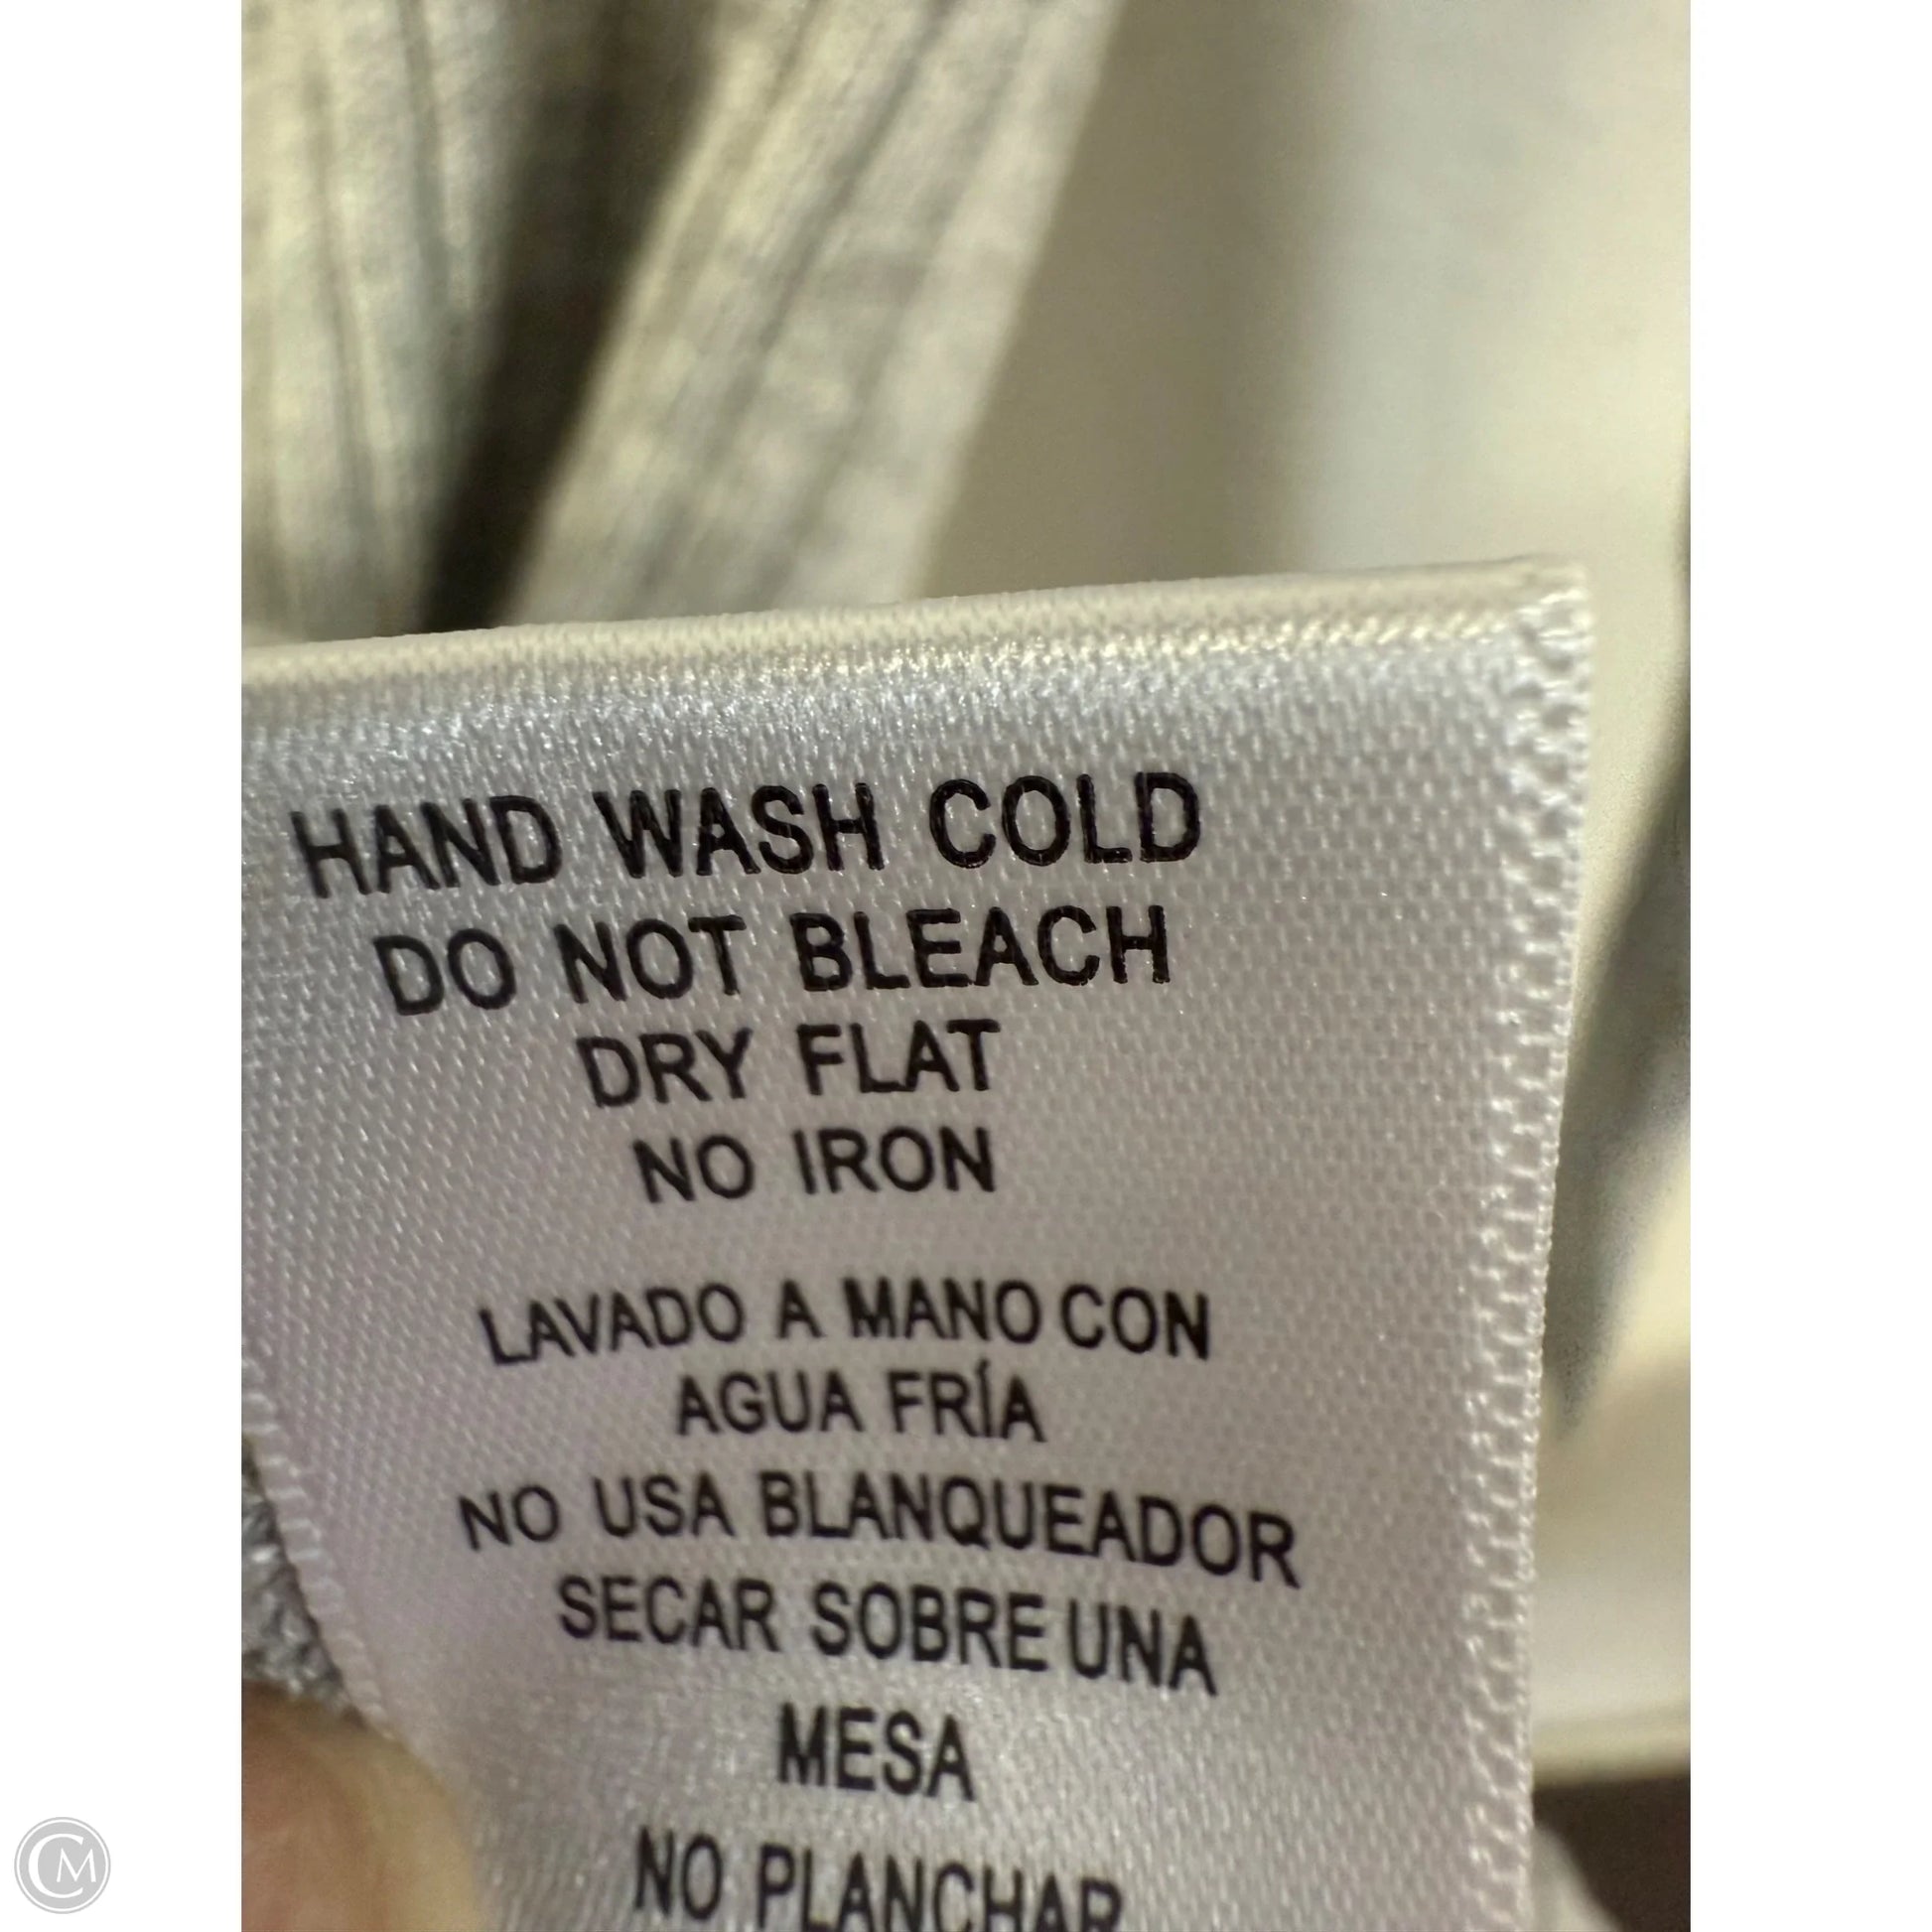 HAND WASH COLD
DO NOT BLEACH
DRY FLAT
NO IRON
LAVADO A MANO CON
AGUA FRÍA
NO USA BLANQUEADOR
SECAR SOBRE UNA
MESA
NO PLANCHAR
CM